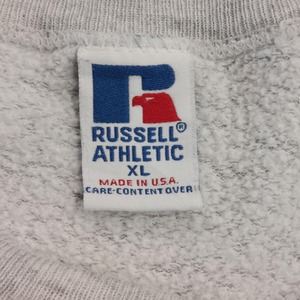 R
RUSSELL®
ATHLETIC
XL
MADE IN U.S.A.
CARE-CONTENT OVER